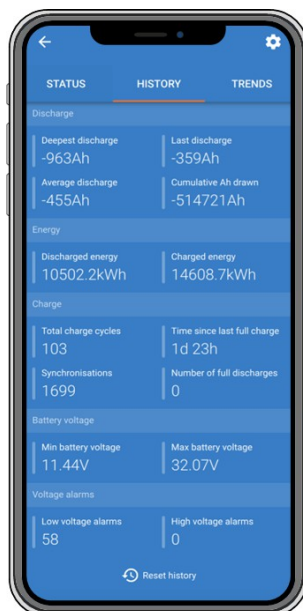 STATUS HISTORY TRENDS
Discharge
Deepest discharge Last discharge
-963Ah -359Ah
Average discharge Cumulative Ah drawn
-455Ah -514721Ah
Energy
Discharged energy Charged energy
10502.2kWh 14608.7kWh
Charge
Total charge cycles Time since last full charge
103 1d 23h
Synchronisations Number of full discharges
1699 0
Battery voltage
Min battery voltage Max battery voltage
11.44V 32.07V
Voltage alarms
Low voltage alarms High voltage alarms
58 0
Reset history